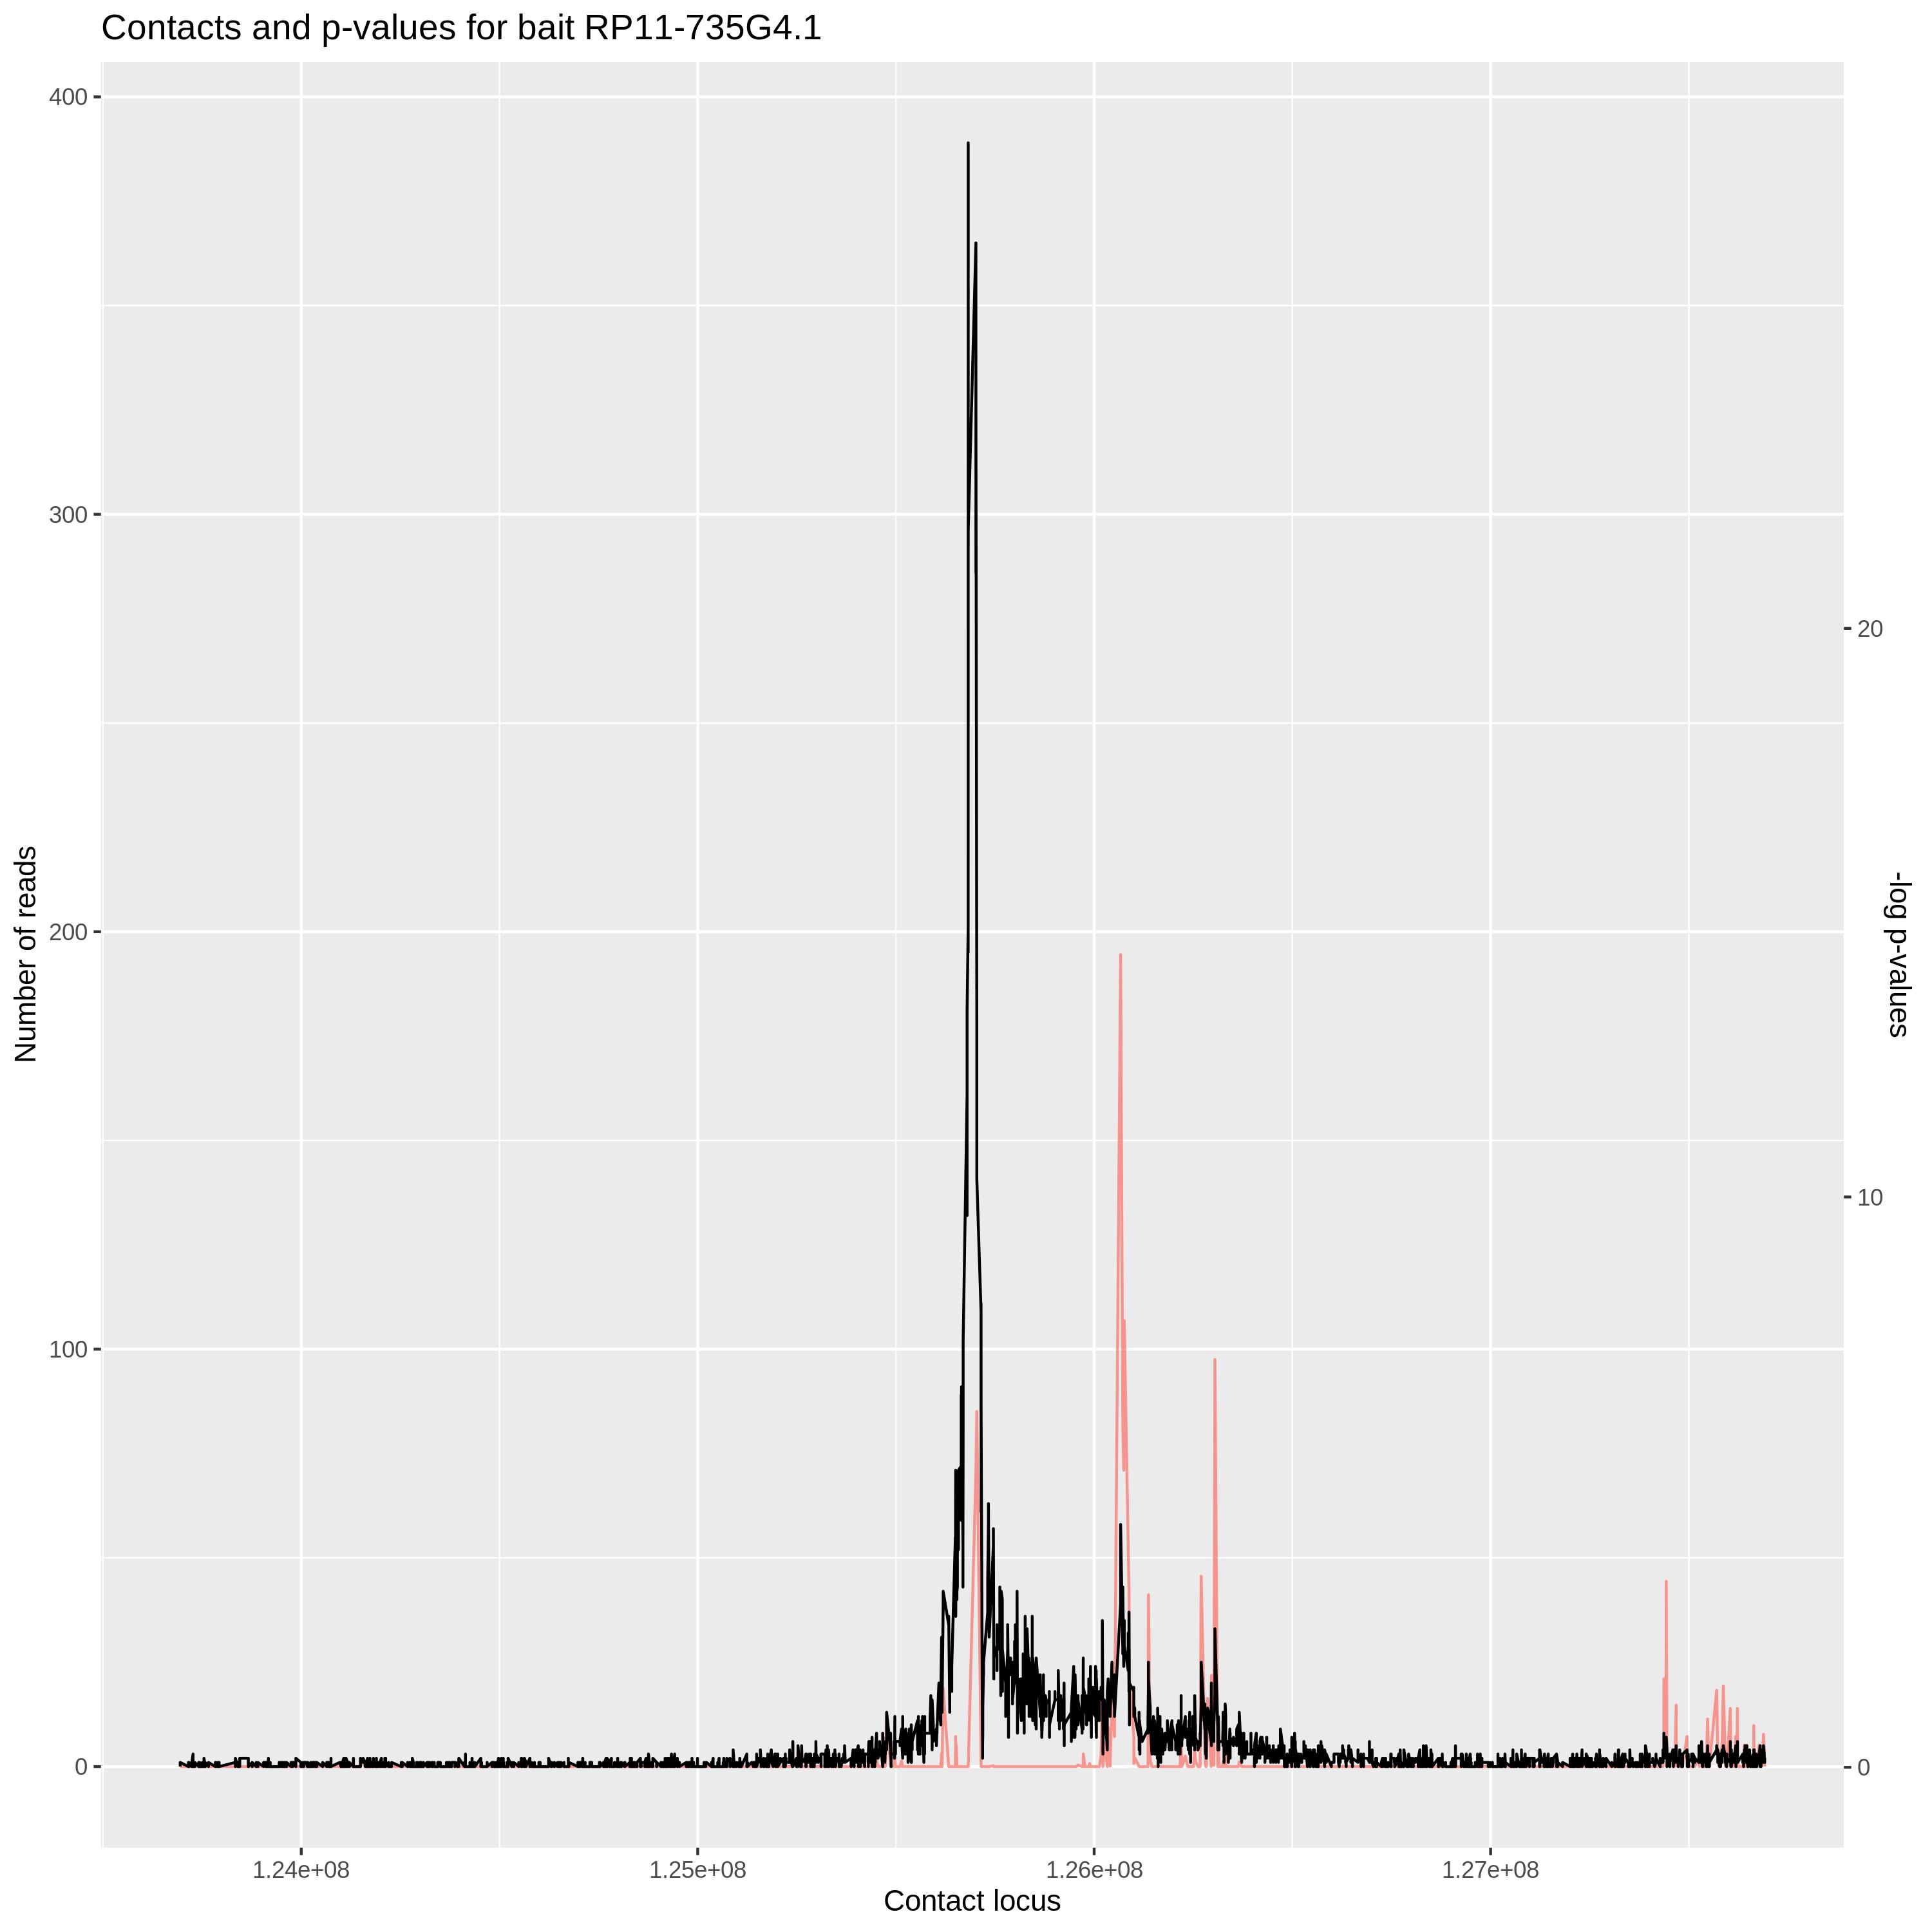 Contacts and p-values for bait RP11-735G4.1
400
300
200
100
0
Number of reads
20
10
0
-log p-values
1.24e+08
1.25e+08
1.26e+08
1.27e+08
Contact locus